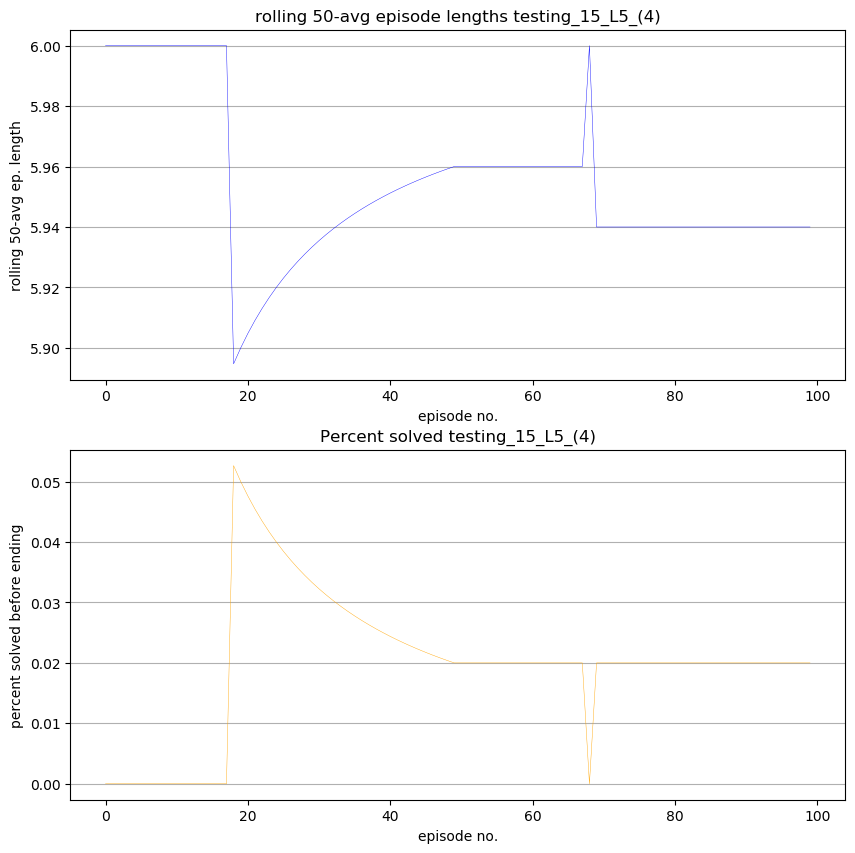 rolling 50-avg episode lengths testing_15_L5_(4)
6.00
5.98
5.96
5.94
5.92
5.90
rolling 50-avg ep. length
0 20 40 60 80 100
episode no.
Percent solved testing_15_L5_(4)
0.05
0.04
0.03
0.02
0.01
0.00
percent solved before ending
0 20 40 60 80 100
episode no.